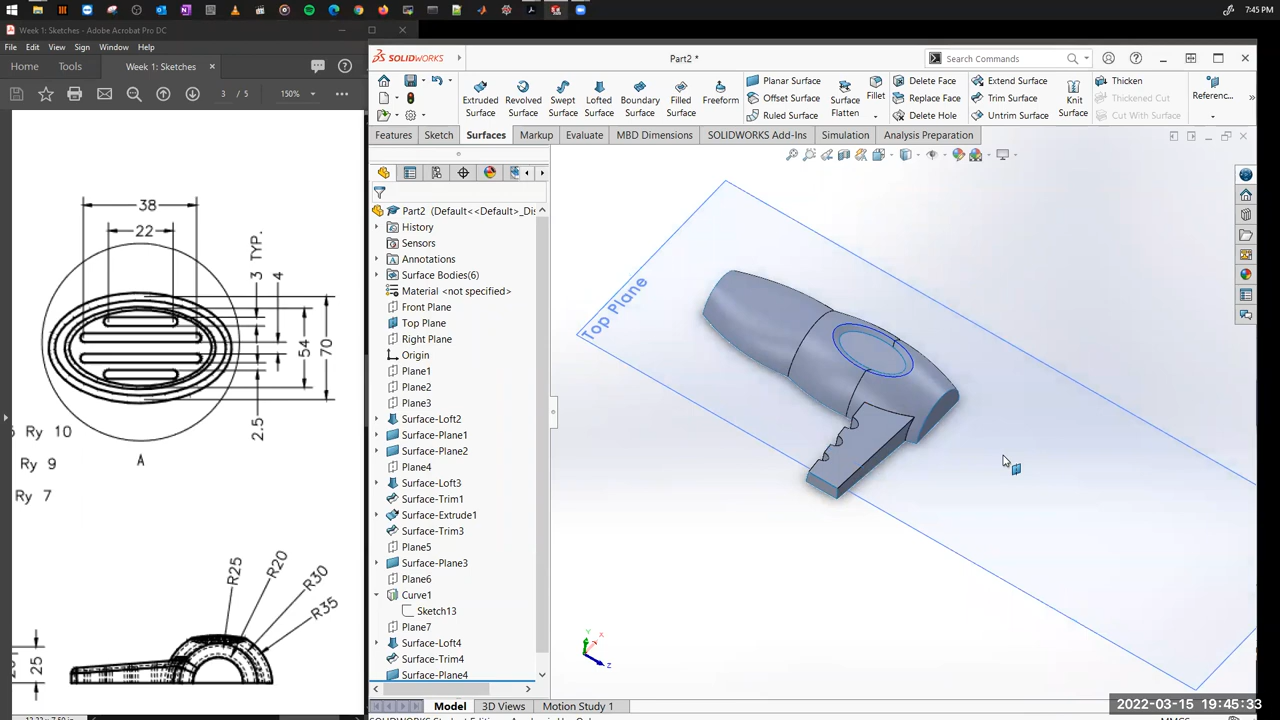 7:45 PM
Week 1: Sketches - Adobe Acrobat Pro DC
File Edit View Sign Window Help
Home Tools Week 1: Sketches ×
3 / 5 150%
38
22
3 TYP.
4
54
70
2.5
Ry 10
A
Ry 9
Ry 7
R25
R20
R30
R35
25
SOLIDWORKS
Part2 *
Search Commands
Extruded Surface
Revolved Surface
Swept Surface
Lofted Surface
Boundary Surface
Filled Surface
Freeform
Planar Surface
Offset Surface
Ruled Surface
Surface Flatten
Fillet
Delete Face
Replace Face
Delete Hole
Extend Surface
Trim Surface
Untrim Surface
Knit Surface
Thicken
Thickened Cut
Cut With Surface
Referenc...
Features Sketch Surfaces Markup Evaluate MBD Dimensions SOLIDWORKS Add-Ins Simulation Analysis Preparation
Part2 (Default<<Default>_Dis
History
Sensors
Annotations
Surface Bodies(6)
Material <not specified>
Front Plane
Top Plane
Right Plane
Origin
Plane1
Plane2
Plane3
Surface-Loft2
Surface-Plane1
Surface-Plane2
Plane4
Surface-Loft3
Surface-Trim1
Surface-Extrude1
Surface-Trim3
Plane5
Surface-Plane3
Plane6
Curve1
Sketch13
Plane7
Surface-Loft4
Surface-Trim4
Surface-Plane4
Top Plane
Y
X
Z
Model 3D Views Motion Study 1
2022-03-15 19:45:33